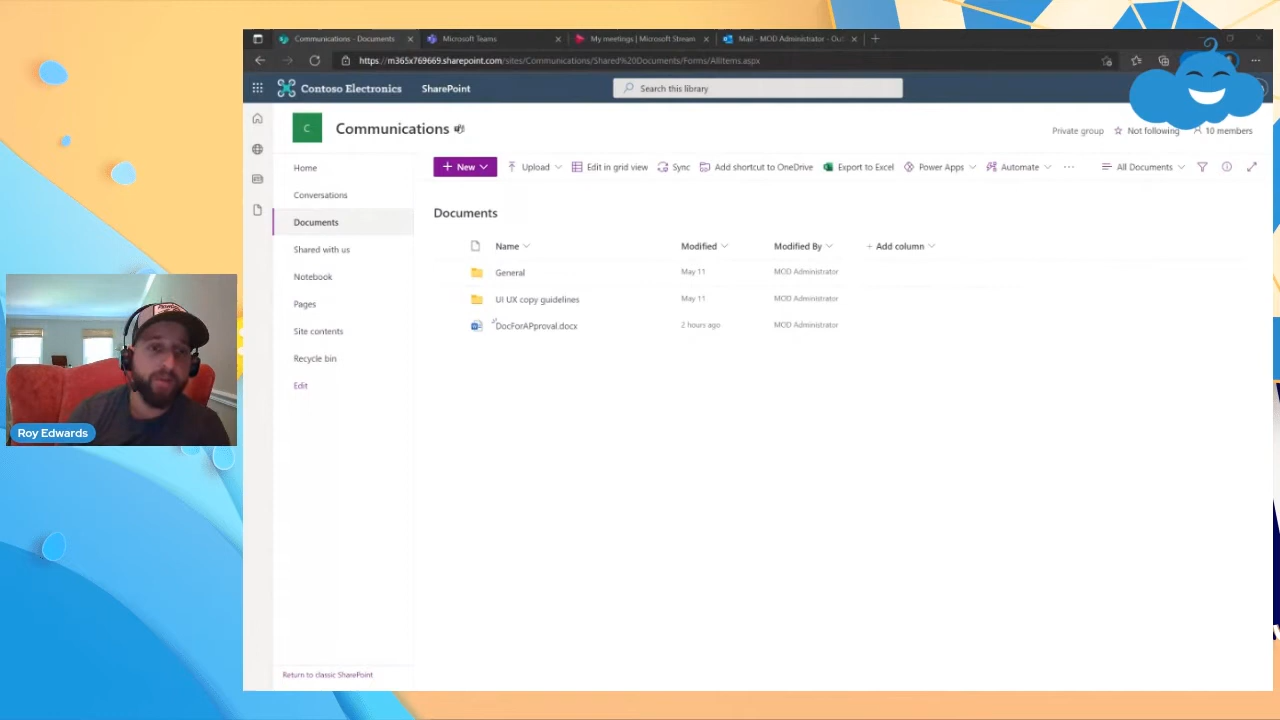 Communications - Documents
Microsoft Teams
My meetings | Microsoft Stream
Mail - MOD Administrator - Out
https://m365x769669.sharepoint.com/sites/Communications/Shared%20Documents/Forms/AllItems.aspx
Contoso Electronics
SharePoint
Search this library
C
Communications
Private group
Not following
10 members
Home
Conversations
Documents
Shared with us
Notebook
Pages
Site contents
Recycle bin
Edit
Return to classic SharePoint
New
Upload
Edit in grid view
Sync
Add shortcut to OneDrive
Export to Excel
Power Apps
Automate
All Documents
Documents
Name
Modified
Modified By
Add column
General
May 11
MOD Administrator
UI UX copy guidelines
May 11
MOD Administrator
DocForAPproval.docx
2 hours ago
MOD Administrator
Roy Edwards